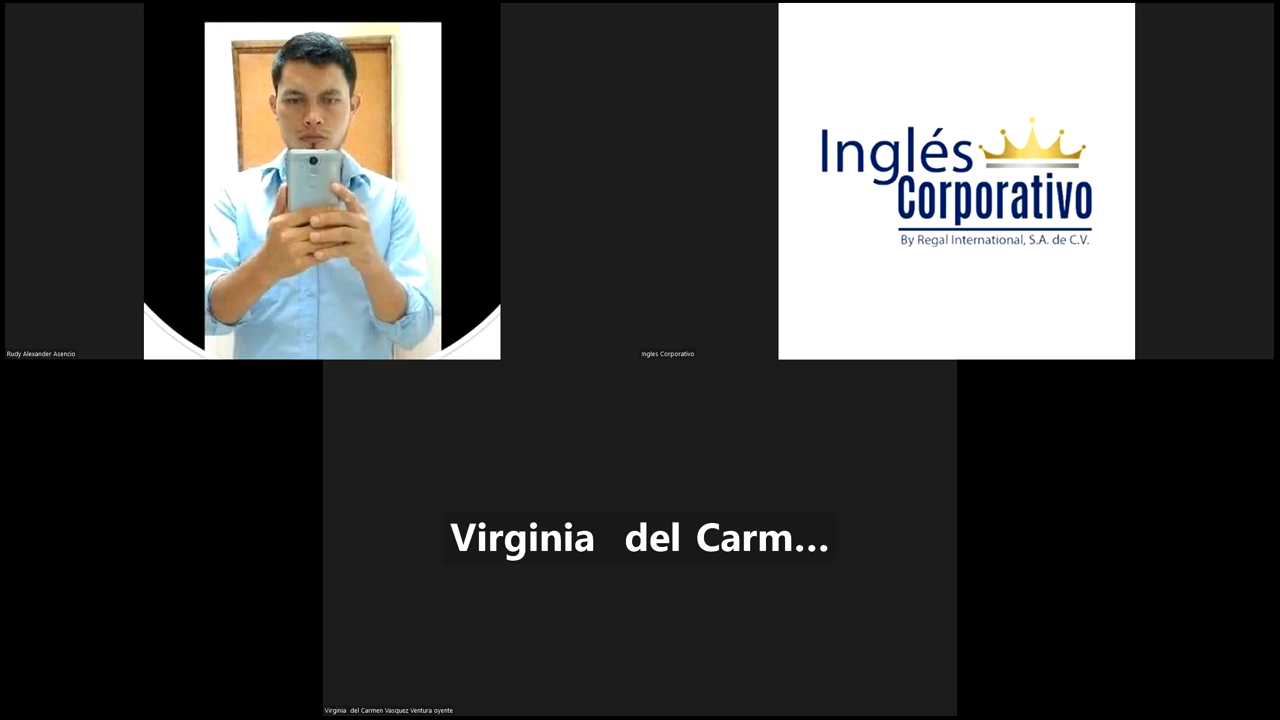 Inglés
Corporativo
By Regal International, S.A. de C.V.
Rudy Alexander Asencio
Ingles Corporativo
Virginia del Carm...
Virginia del Carmen Vasquez Ventura oyente